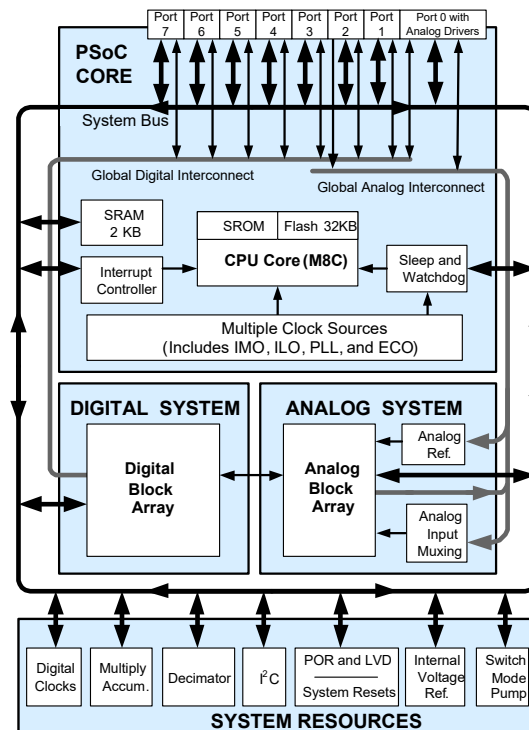 Port 7
Port 6
Port 5
Port 4
Port 3
Port 2
Port 1
Port 0 with
Analog Drivers
PSoC
CORE
System Bus
Global Digital Interconnect
Global Analog Interconnect
SRAM
2 KB
SROM
Flash 32KB
CPU Core (M8C)
Interrupt
Controller
Sleep and
Watchdog
Multiple Clock Sources
(Includes IMO, ILO, PLL, and ECO)
DIGITAL SYSTEM
Digital
Block
Array
ANALOG SYSTEM
Analog
Block
Array
Analog
Ref.
Analog
Input
Muxing
Digital
Clocks
Multiply
Accum.
Decimator
I²C
POR and LVD
System Resets
Internal
Voltage
Ref.
Switch
Mode
Pump
SYSTEM RESOURCES